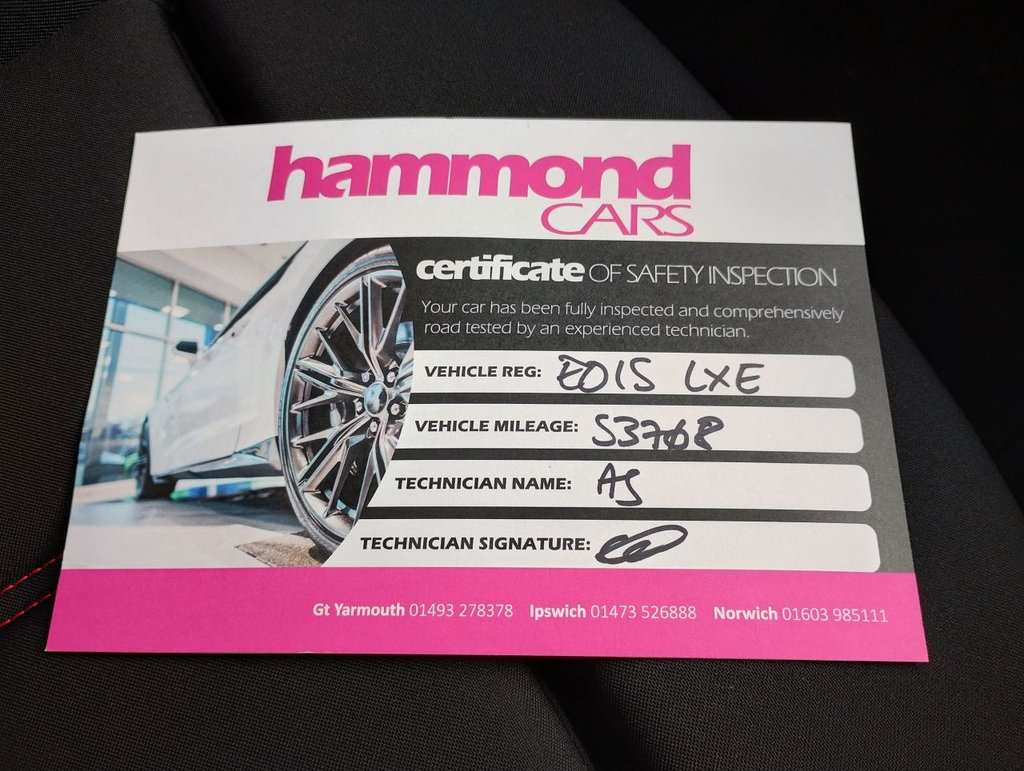 hammond
CARS
certificate OF SAFETY INSPECTION
Your car has been fully inspected and comprehensively
road tested by an experienced technician.
VEHICLE REG: EO15 LXE
VEHICLE MILEAGE: 53768
TECHNICIAN NAME: AS
TECHNICIAN SIGNATURE:
Gt Yarmouth 01493 278378 Ipswich 01473 526888 Norwich 01603 985111